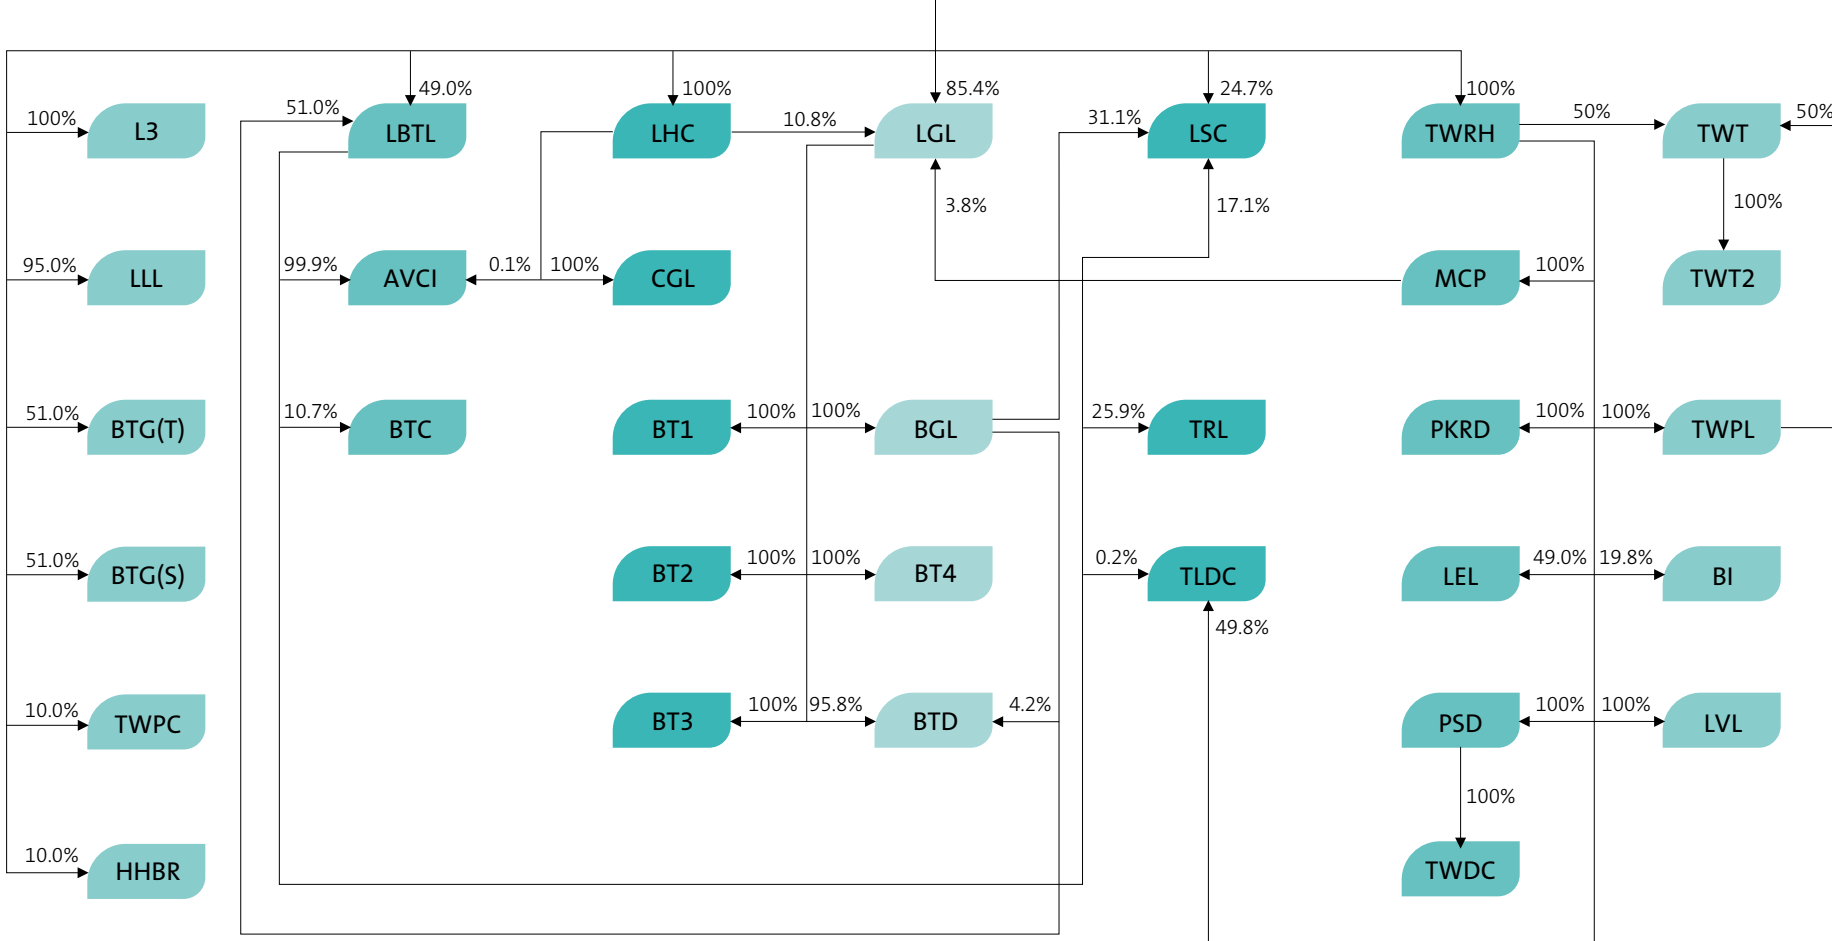 49.0%
100%
85.4%
24.7%
100%
100%
L3
51.0%
LBTL
LHC
10.8%
LGL
31.1%
LSC
TWRH
50%
TWT
50%
3.8%
17.1%
100%
95.0%
LLL
99.9%
AVCI
0.1%
100%
CGL
MCP
100%
TWT2
51.0%
BTG(T)
10.7%
BTC
BT1
100%
100%
BGL
25.9%
TRL
PKRD
100%
100%
TWPL
51.0%
BTG(S)
BT2
100%
100%
BT4
0.2%
TLDC
LEL
49.0%
19.8%
BI
49.8%
10.0%
TWPC
BT3
100%
95.8%
BTD
4.2%
PSD
100%
100%
LVL
100%
10.0%
HHBR
TWDC